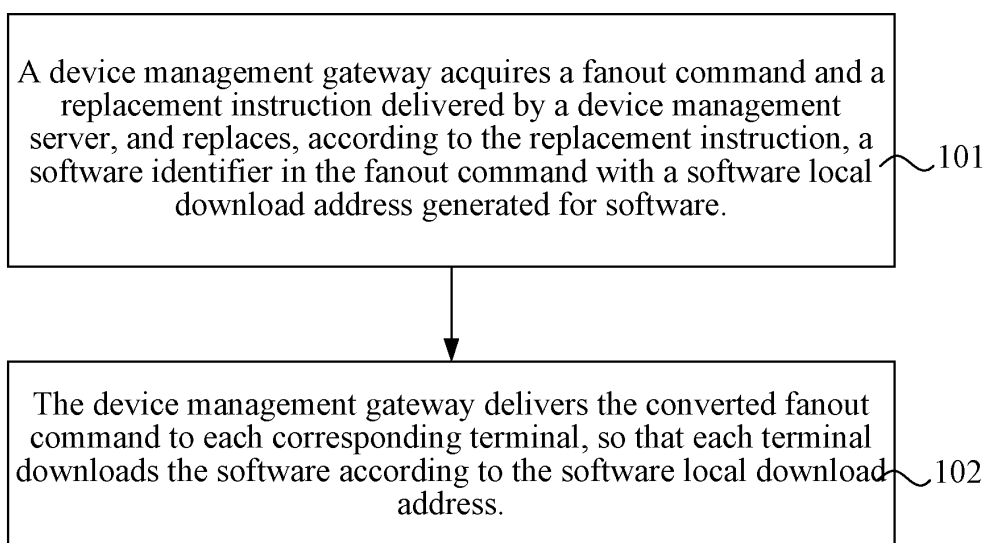 A device management gateway acquires a fanout command and a
replacement instruction delivered by a device management
server, and replaces, according to the replacement instruction, a
software identifier in the fanout command with a software local
download address generated for software.
101
The device management gateway delivers the converted fanout
command to each corresponding terminal, so that each terminal
downloads the software according to the software local download
address.
102